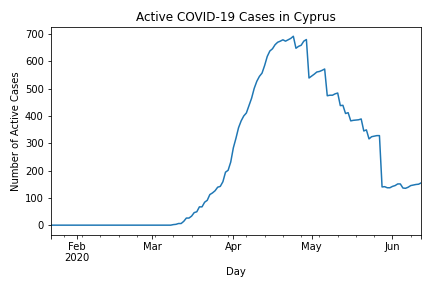 Active COVID-19 Cases in Cyprus
700
600
500
400
300
200
100
0
Number of Active Cases
Feb
2020
Mar
Apr
May
Jun
Day